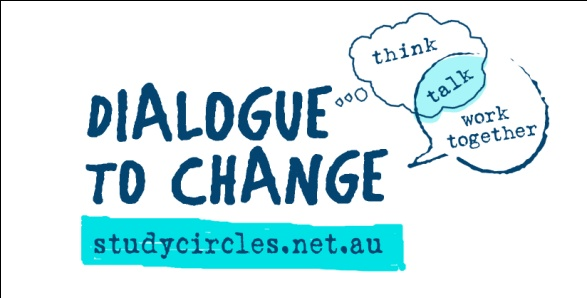 think
talk
work
together
DIALOGUE
TO CHANGE
studycircles.net.au